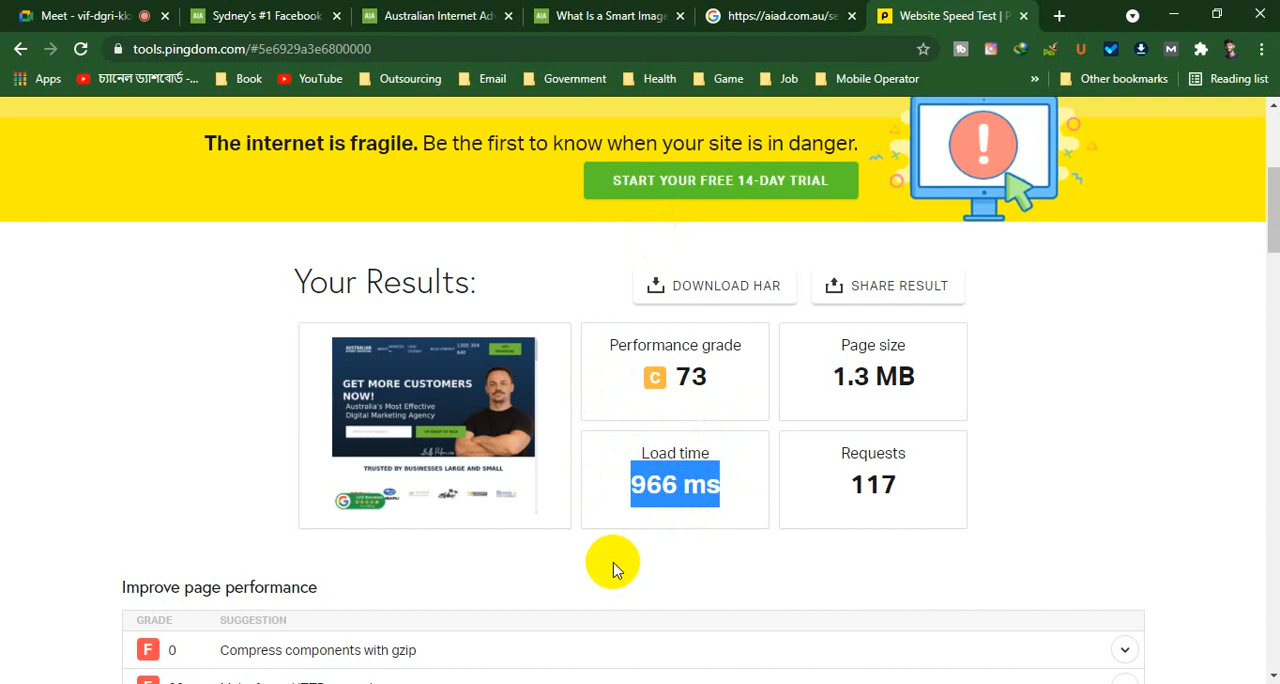 Meet - vif-dgri-kk
Sydney's #1 Facebook
Australian Internet Adv
What Is a Smart Image
https://aiad.com.au/se
Website Speed Test | P
tools.pingdom.com/#5e6929a3e6800000
Apps
চ্যানেল ড্যাশবোর্ড -...
Book
YouTube
Outsourcing
Email
Government
Health
Game
Job
Mobile Operator
»
Other bookmarks
Reading list
The internet is fragile. Be the first to know when your site is in danger.
START YOUR FREE 14-DAY TRIAL
Your Results:
DOWNLOAD HAR
SHARE RESULT
GET MORE CUSTOMERS
NOW!
Australia's Most Effective
Digital Marketing Agency
TRUSTED BY BUSINESSES LARGE AND SMALL
Performance grade
C 73
Page size
1.3 MB
Load time
966 ms
Requests
117
Improve page performance
GRADE SUGGESTION
F 0 Compress components with gzip